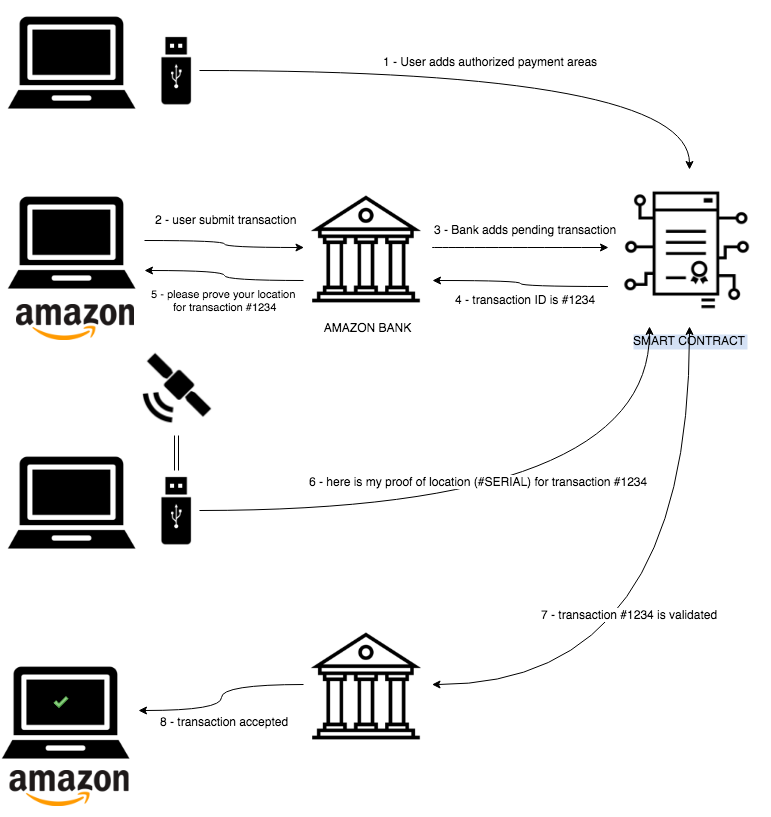 1 - User adds authorized payment areas
2 - user submit transaction
3 - Bank adds pending transaction
5 - please prove your location
for transaction #1234
4 - transaction ID is #1234
amazon
AMAZON BANK
SMART CONTRACT
6 - here is my proof of location (#SERIAL) for transaction #1234
7 - transaction #1234 is validated
8 - transaction accepted
amazon